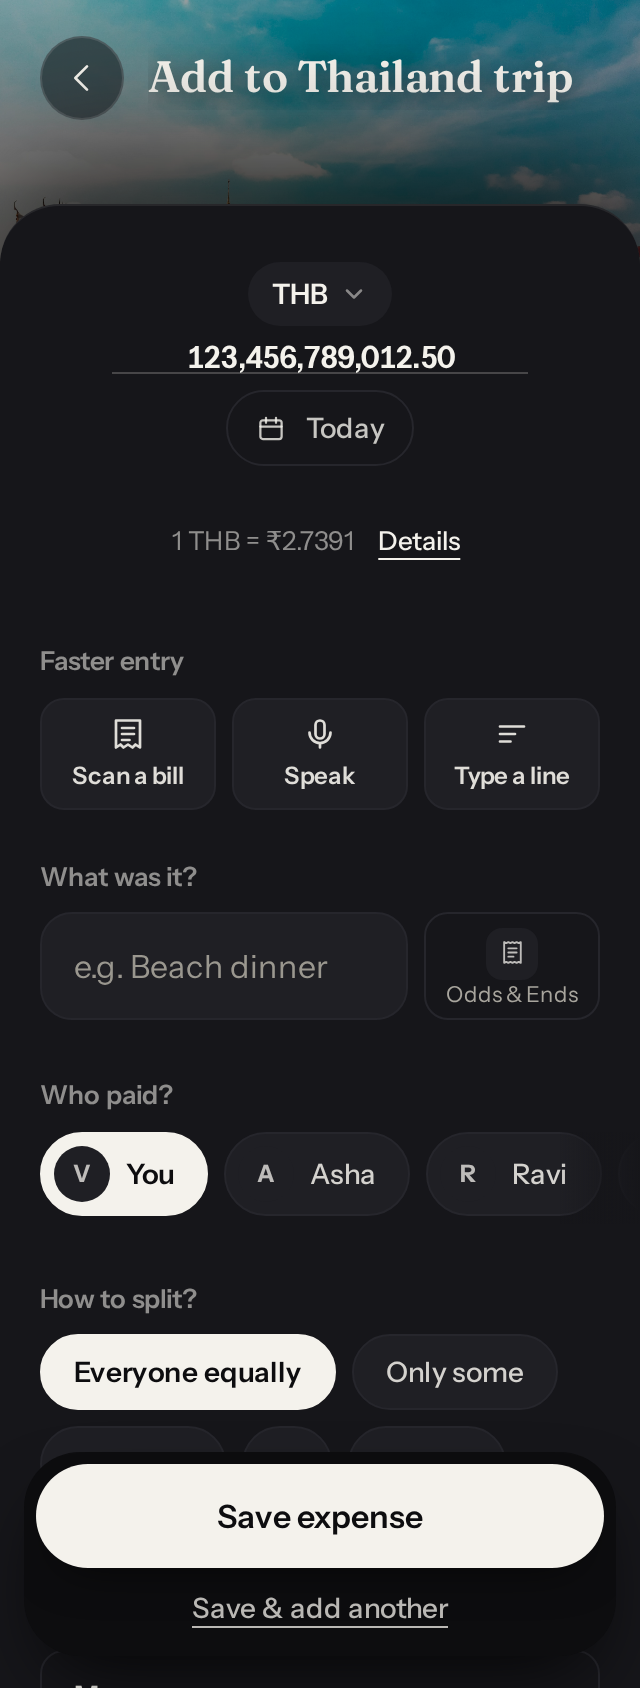 Add to Thailand trip
THB
123,456,789,012.50
Today
1 THB = ₹2.7391 Details
Faster entry
Scan a bill Speak Type a line
What was it?
e.g. Beach dinner
Odds & Ends
Who paid?
V You A Asha R Ravi
How to split?
Everyone equally Only some
Save expense
Save & add another